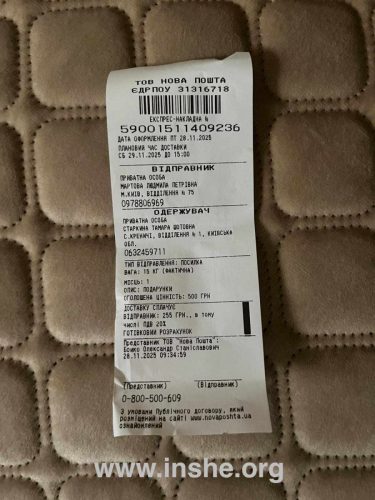 ТОВ НОВА ПОШТА
ЄДРПОУ 31316718
ЕКСПРЕС-НАКЛАДНА №
59001511409236
ДАТА ОФОРМЛЕННЯ ПТ 28.11.2025
ПЛАНОВИЙ ЧАС ДОСТАВКИ
СБ 29.11.2025 ДО 15:00
ВІДПРАВНИК
ПРИВАТНА ОСОБА
МАРТОВА ЛЮДМИЛА ПЕТРІВНА
М.КИЇВ, ВІДДІЛЕННЯ № 75
0978806969
ОДЕРЖУВАЧ
ПРИВАТНА ОСОБА
СТАРКИНА ТАМАРА ШОТОВНА
С.КРЕНИЧІ, ВІДДІЛЕННЯ № 1, КИЇВСЬКА
ОБЛ.
0632459711
ТИП ВІДПРАВЛЕННЯ: ПОСИЛКА
ВАГА: 15 КГ (ФАКТИЧНА)
МІСЦЬ: 1
ОПИС: ПОДАРУНКИ
ОГОЛОШЕНА ЦІННІСТЬ: 500 ГРН
ДОСТАВКУ СПЛАЧУЄ
ВІДПРАВНИК: 255 ГРН., в тому
числі ПДВ 20%
ГОТІВКОВИЙ РОЗРАХУНОК
Представник ТОВ "Нова Пошта":
Бойко Олександр Станіславович
28.11.2025 09:34:59
(Представник) (Відправник)
0-800-500-609
З умовами Публічного договору, який
розміщений на сайті www.novaposhta.ua
ознайомлений
www.inshe.org